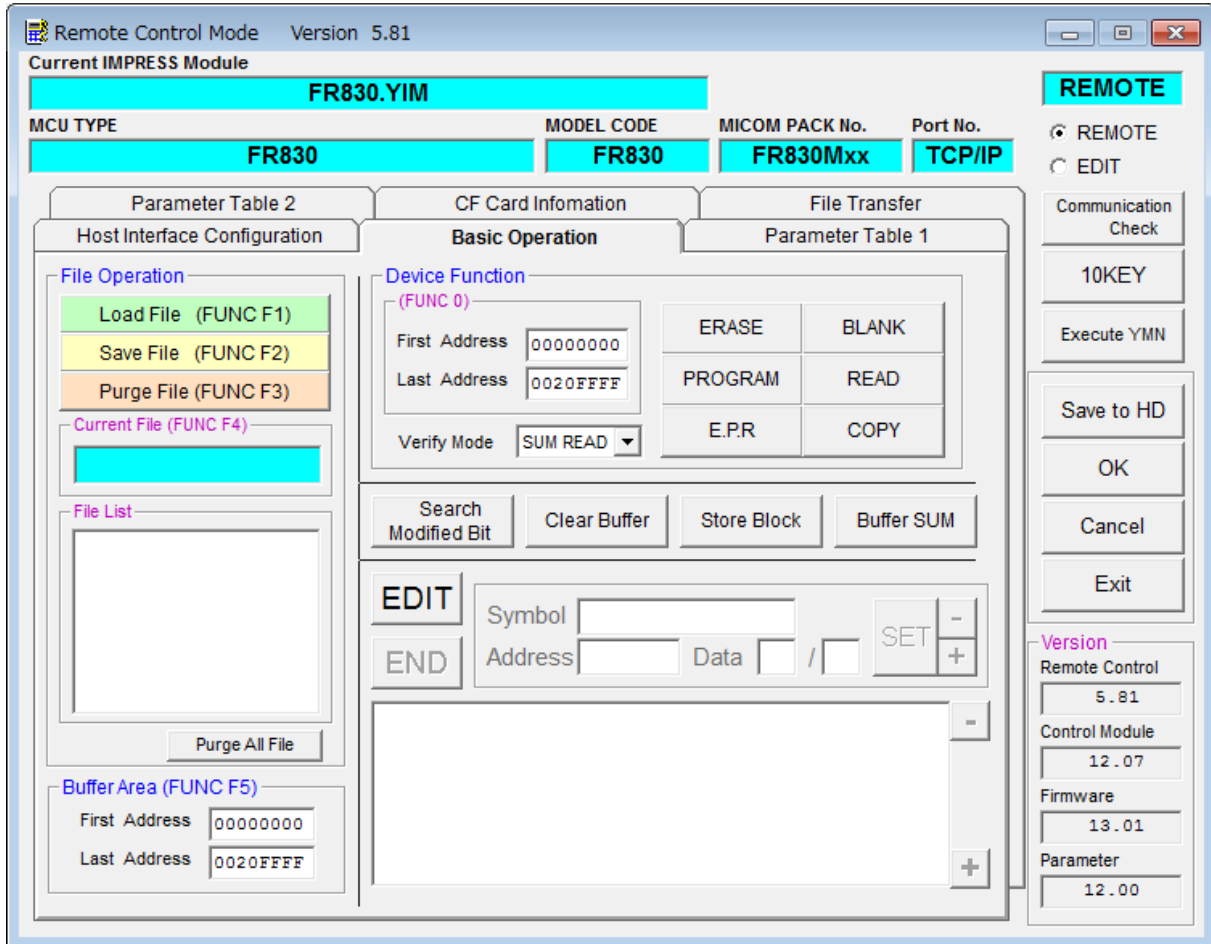 Remote Control Mode Version 5.81
Current IMPRESS Module
FR830.YIM
MCU TYPE MODEL CODE MICOM PACK No. Port No.
FR830 FR830 FR830Mxx TCP/IP
REMOTE
REMOTE
EDIT
Parameter Table 2 CF Card Infomation File Transfer
Host Interface Configuration Basic Operation Parameter Table 1
File Operation
Load File (FUNC F1)
Save File (FUNC F2)
Purge File (FUNC F3)
Current File (FUNC F4)
File List
Purge All File
Buffer Area (FUNC F5)
First Address 00000000
Last Address 0020FFFF
Device Function
(FUNC 0)
First Address 00000000
Last Address 0020FFFF
Verify Mode SUM READ
ERASE BLANK
PROGRAM READ
E.P.R COPY
Search
Modified Bit
Clear Buffer
Store Block
Buffer SUM
EDIT
END
Symbol
Address Data /
SET
-
+
-
+
Communication
Check
10KEY
Execute YMN
Save to HD
OK
Cancel
Exit
Version
Remote Control
5.81
Control Module
12.07
Firmware
13.01
Parameter
12.00